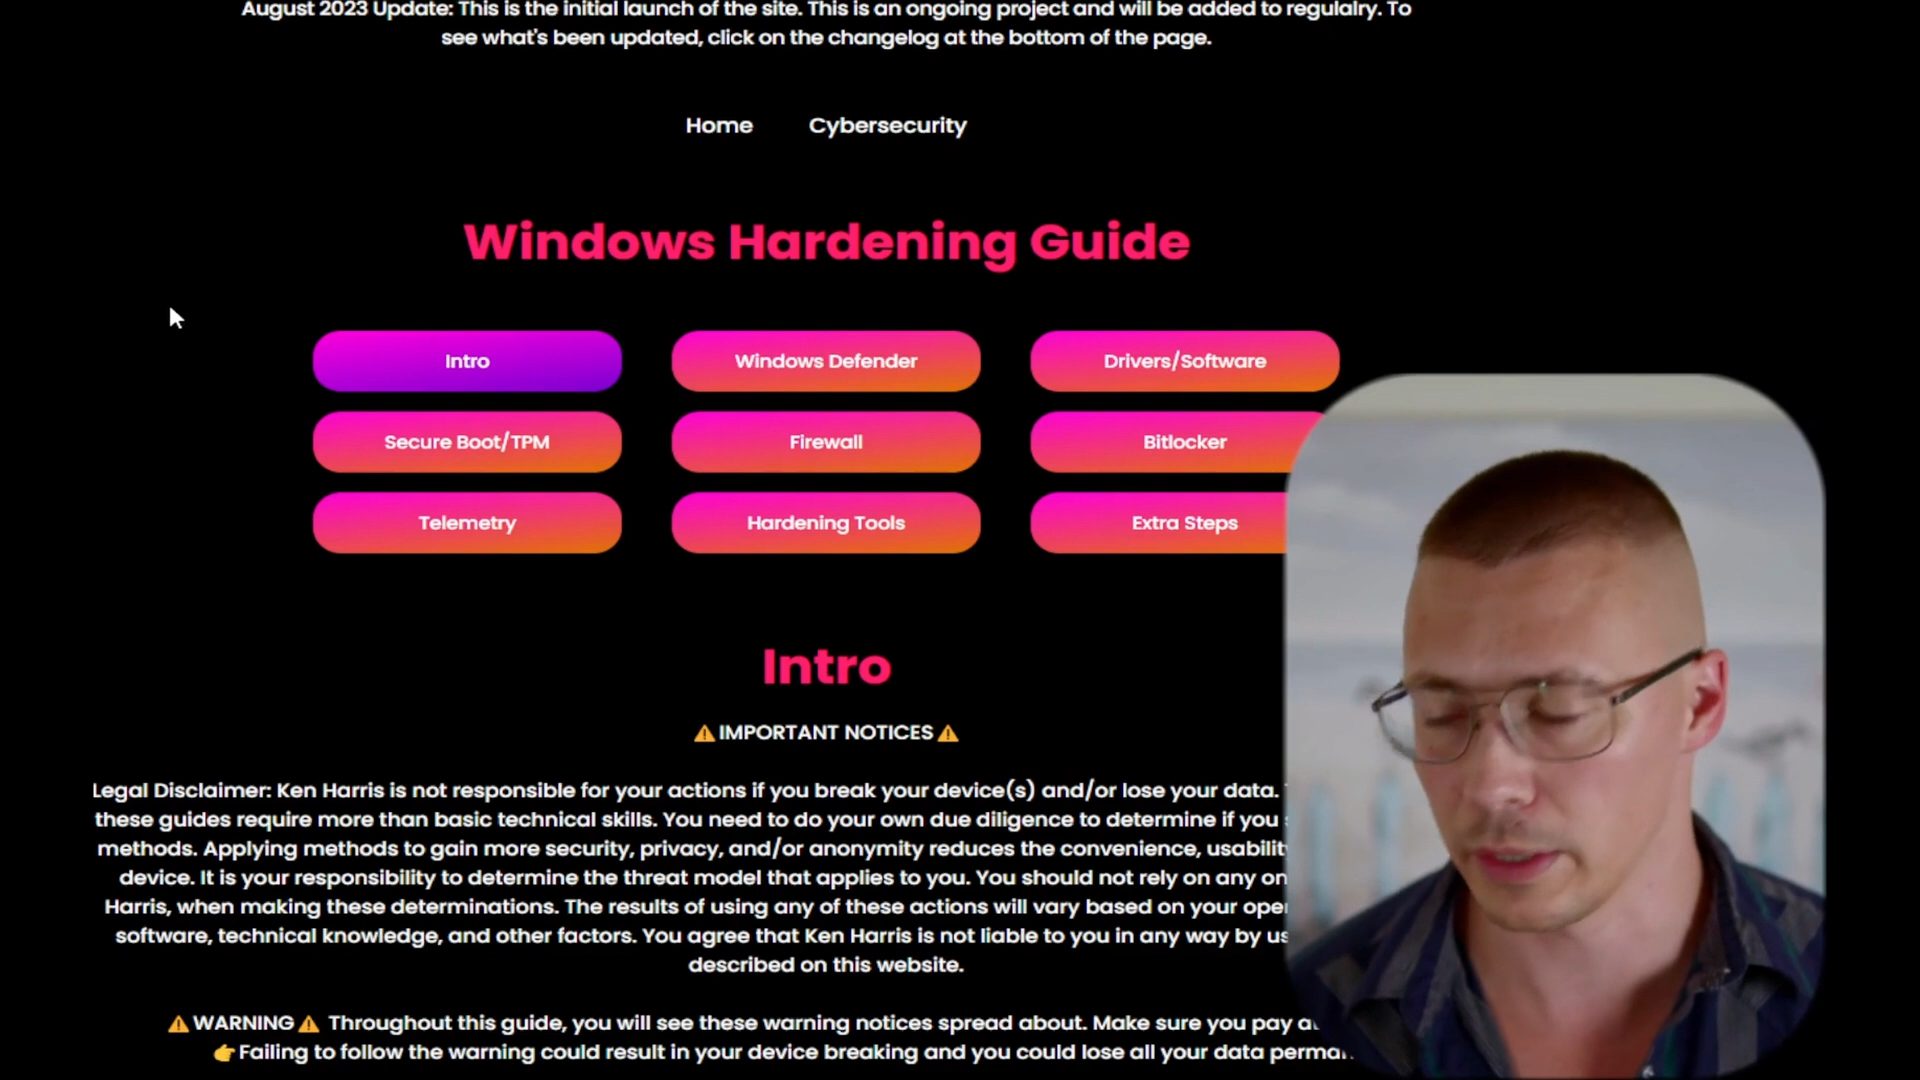 August 2023 Update: This is the initial launch of the site. This is an ongoing project and will be added to regulalry. To
see what's been updated, click on the changelog at the bottom of the page.
Home Cybersecurity
Windows Hardening Guide
Intro Windows Defender Drivers/Software
Secure Boot/TPM Firewall Bitlocker
Telemetry Hardening Tools Extra Steps
Intro
⚠️IMPORTANT NOTICES⚠️
Legal Disclaimer: Ken Harris is not responsible for your actions if you break your device(s) and/or lose your data.
these guides require more than basic technical skills. You need to do your own due diligence to determine if you
methods. Applying methods to gain more security, privacy, and/or anonymity reduces the convenience,
device. It is your responsibility to determine the threat model that applies to you. You should not rely on any
Harris, when making these determinations. The results of using any of these actions will vary based on your
software, technical knowledge, and other factors. You agree that Ken Harris is not liable to you in any way by
described on this website.
⚠️WARNING⚠️ Throughout this guide, you will see these warning notices spread about. Make sure you pay
👉Failing to follow the warning could result in your device breaking and you could lose all your data